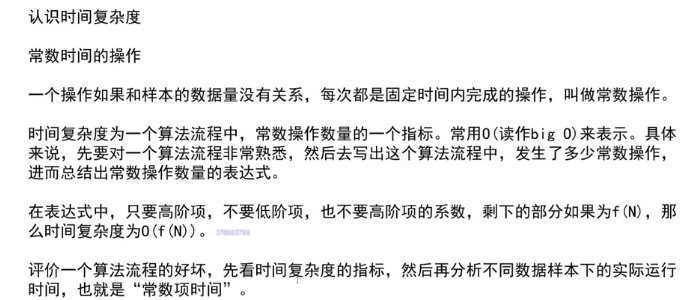 认识时间复杂度
常数时间的操作
一个操作如果和样本的数据量没有关系，每次都是固定时间内完成的操作，叫做常数操作。
时间复杂度为一个算法流程中，常数操作数量的一个指标。常用O(读作big O)来表示。具体
来说，先要对一个算法流程非常熟悉，然后去写出这个算法流程中，发生了多少常数操作，
进而总结出常数操作数量的表达式。
在表达式中，只要高阶项，不要低阶项，也不要高阶项的系数，剩下的部分如果为f(N)，那
么时间复杂度为O(f(N))。
评价一个算法流程的好坏，先看时间复杂度的指标，然后再分析不同数据样本下的实际运行
时间，也就是“常数项时间”。